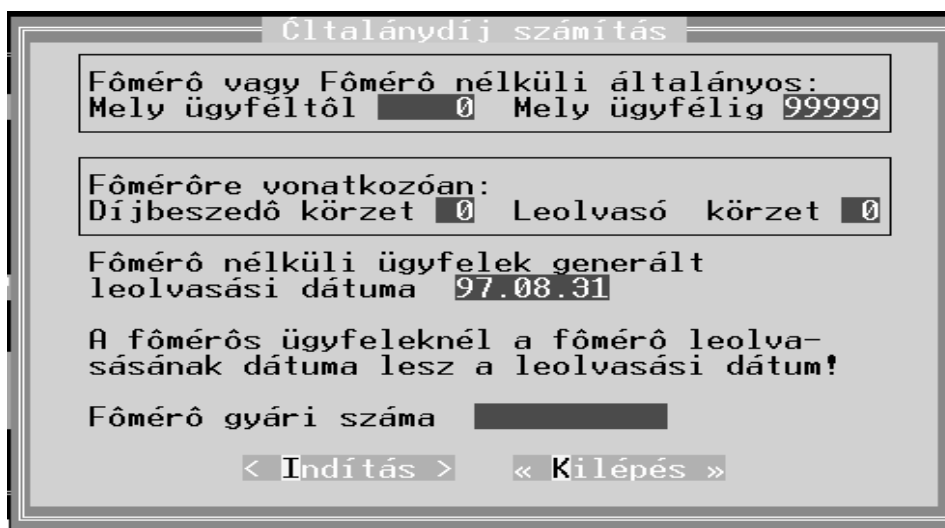 Ćltalánydíj számítás
Fômérô vagy Fômérô nélküli általányos:
Mely ügyféltôl 0 Mely ügyfélig 99999
Fômérôre vonatkozóan:
Díjbeszedô körzet 0 Leolvasó körzet 0
Fômérô nélküli ügyfelek generált
leolvasási dátuma 97.08.31
A fômérôs ügyfeleknél a fômérô leolva-
sásának dátuma lesz a leolvasási dátum!
Fômérô gyári száma
< Indítás > « Kilépés »